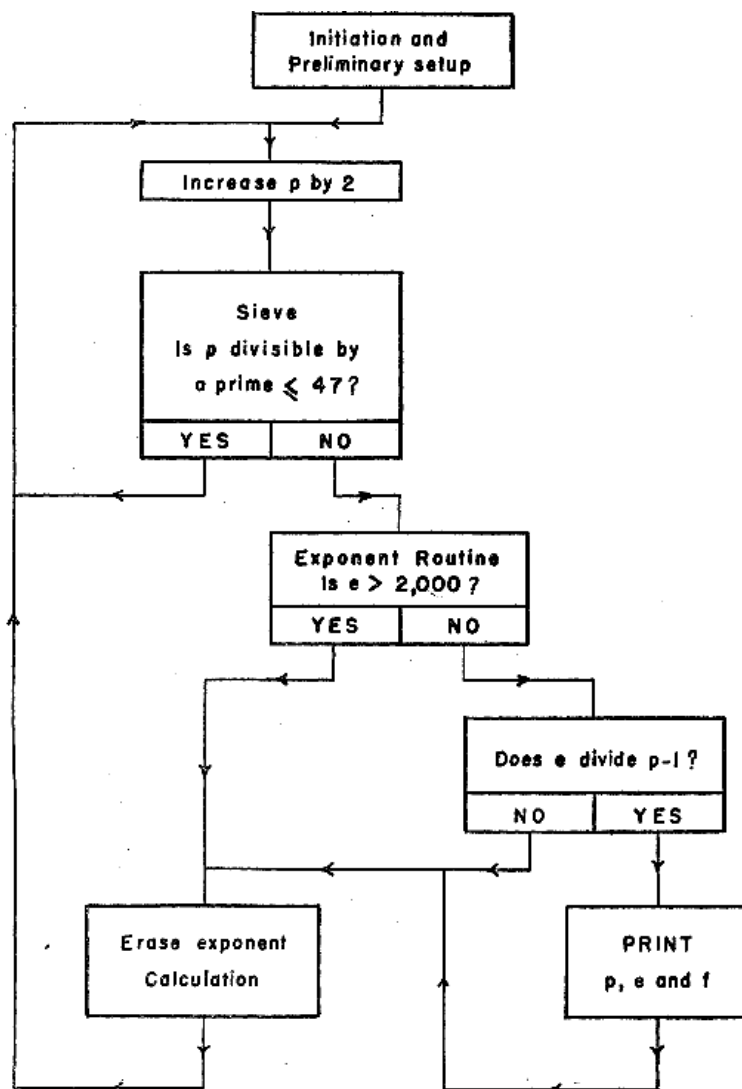 Initiation and
Preliminary setup
Increase p by 2
Sieve
Is p divisible by
a prime ⩽ 47?
YES NO
Exponent Routine
Is e > 2,000 ?
YES NO
Does e divide p-1 ?
NO YES
Erase exponent
Calculation
PRINT
p, e and f